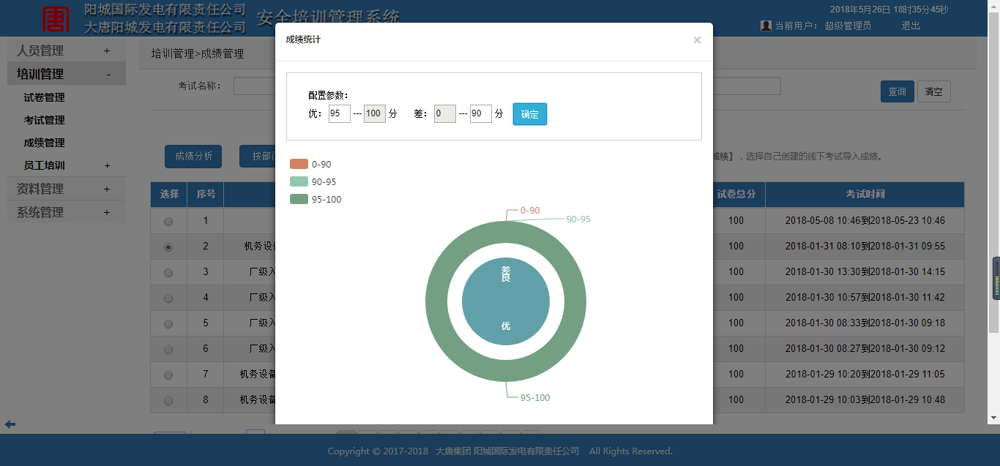 阳城国际发电有限责任公司
大唐阳城发电有限责任公司
安全培训管理系统
2018年5月26日 18时35分45秒
当前用户： 超级管理员 退出
人员管理 +
培训管理 -
试卷管理
考试管理
成绩管理
员工培训 +
资料管理 +
系统管理 +
培训管理>成绩管理
考试名称：
查询 清空
成绩分析 按部门
成绩】，选择自己创建的线下考试导入成绩。
成绩统计 ×
配置参数：
优： 95 --- 100 分 差： 0 --- 90 分 确定
0-90
90-95
95-100
0-90
90-95
差
良
优
95-100
选择 序号 试卷总分 考试时间
1 100 2018-05-08 10:46到2018-05-23 10:46
2 机务设备 100 2018-01-31 08:10到2018-01-31 09:55
3 厂级入 100 2018-01-30 13:30到2018-01-30 14:15
4 厂级入 100 2018-01-30 10:57到2018-01-30 11:42
5 厂级入 100 2018-01-30 08:33到2018-01-30 09:18
6 厂级入 100 2018-01-30 08:27到2018-01-30 09:12
7 机务设备 100 2018-01-29 10:20到2018-01-29 11:05
8 机务设备 100 2018-01-29 10:03到2018-01-29 10:48
Copyright © 2017-2018 大唐集团 阳城国际发电有限责任公司 All Rights Reserved.